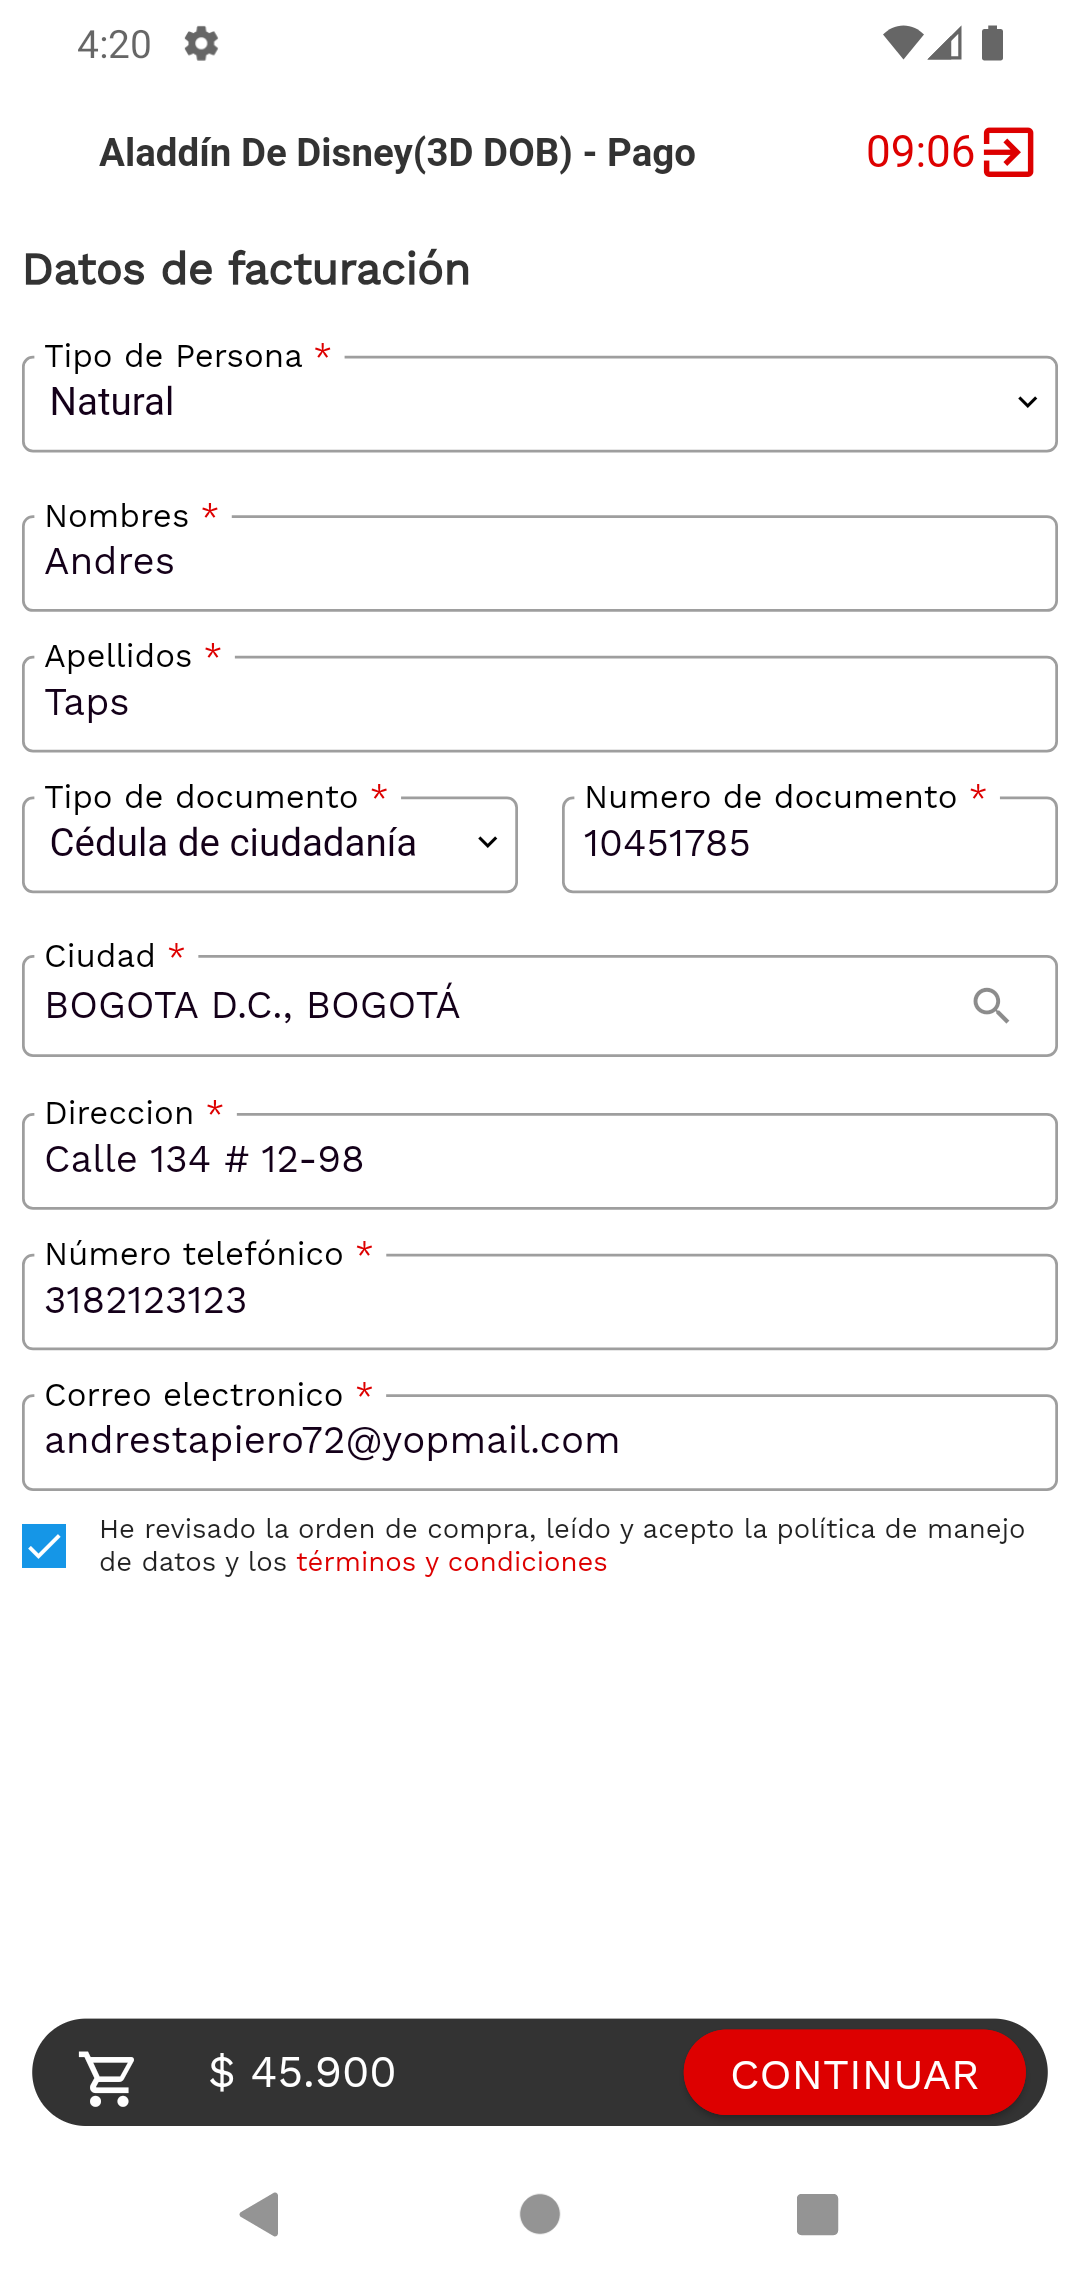 4:20
Aladdín De Disney(3D DOB) - Pago
09:06
Datos de facturación
Tipo de Persona *
Natural
Nombres *
Andres
Apellidos *
Taps
Tipo de documento *
Cédula de ciudadanía
Numero de documento *
10451785
Ciudad *
BOGOTA D.C., BOGOTÁ
Direccion *
Calle 134 # 12-98
Número telefónico *
3182123123
Correo electronico *
andrestapiero72@yopmail.com
He revisado la orden de compra, leído y acepto la política de manejo
de datos y los términos y condiciones
$ 45.900
CONTINUAR